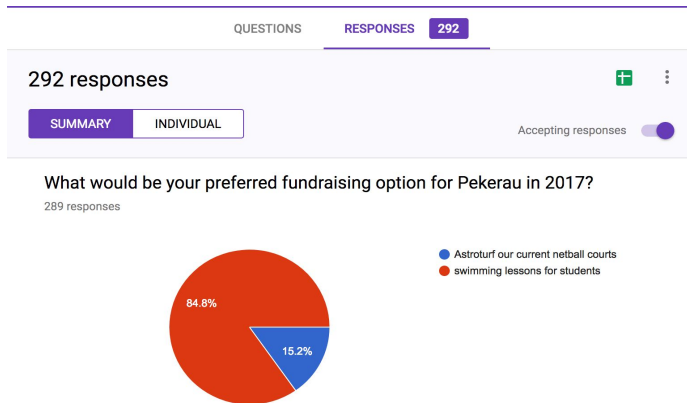 QUESTIONS RESPONSES 292
292 responses
SUMMARY INDIVIDUAL
Accepting responses
What would be your preferred fundraising option for Pekerau in 2017?
289 responses
Astroturf our current netball courts
swimming lessons for students
84.8%
15.2%